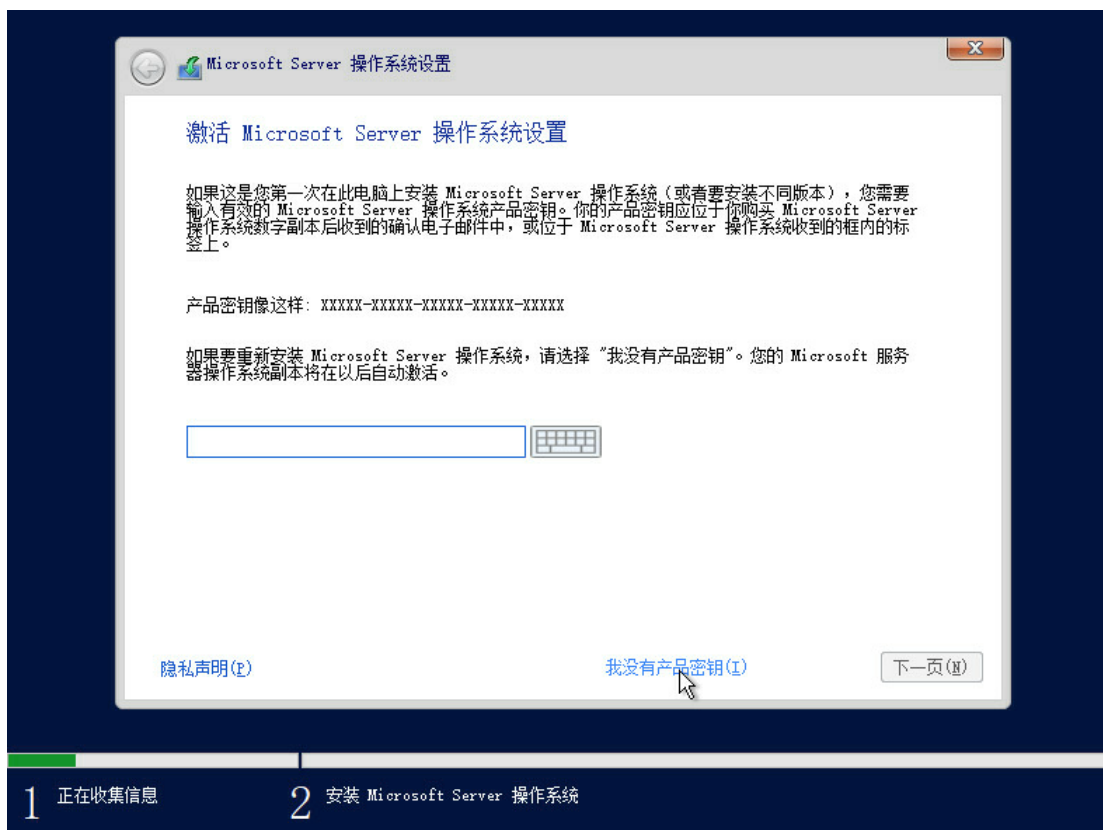 Microsoft Server 操作系统设置
激活 Microsoft Server 操作系统设置
如果这是您第一次在此电脑上安装 Microsoft Server 操作系统（或者要安装不同版本），您需要
输入有效的 Microsoft Server 操作系统产品密钥。你的产品密钥应位于你购买 Microsoft Server
操作系统数字副本后收到的确认电子邮件中，或位于 Microsoft Server 操作系统收到的框内的标
签上。
产品密钥像这样: XXXXX-XXXXX-XXXXX-XXXXX-XXXXX
如果要重新安装 Microsoft Server 操作系统，请选择 "我没有产品密钥"。您的 Microsoft 服务
器操作系统副本将在以后自动激活。
隐私声明(P)
我没有产品密钥(I)
下一页(N)
1 正在收集信息
2 安装 Microsoft Server 操作系统